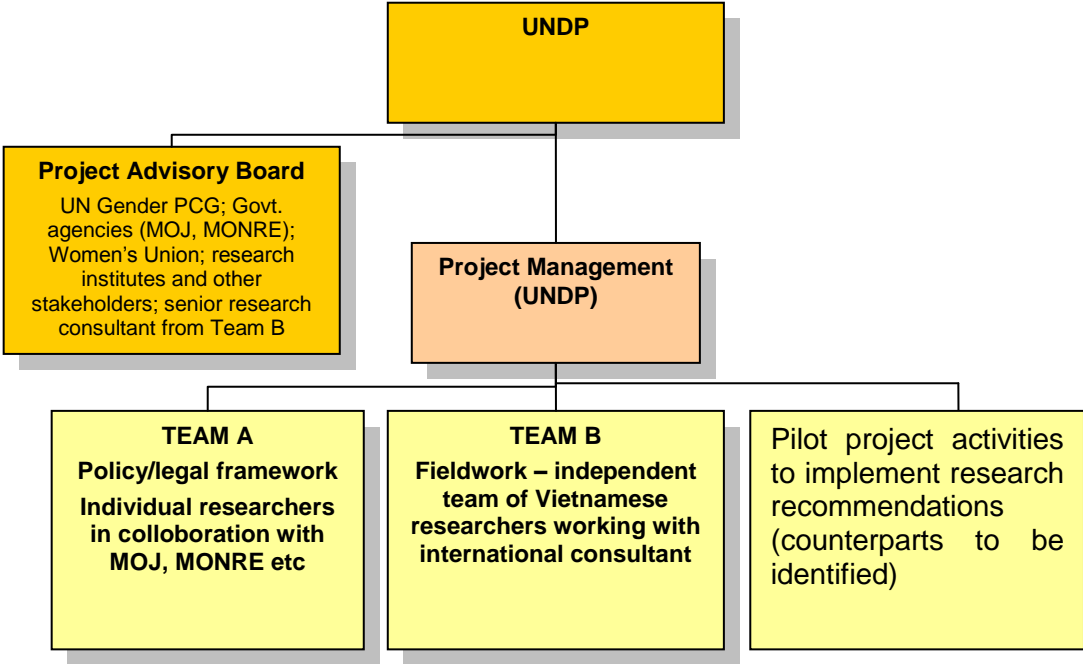 UNDP
Project Advisory Board
UN Gender PCG; Govt.
agencies (MOJ, MONRE);
Women's Union; research
institutes and other
stakeholders; senior research
consultant from Team B
Project Management
(UNDP)
TEAM A
Policy/legal framework
Individual researchers
in colloboration with
MOJ, MONRE etc
TEAM B
Fieldwork – independent
team of Vietnamese
researchers working with
international consultant
Pilot project activities
to implement research
recommendations
(counterparts to be
identified)